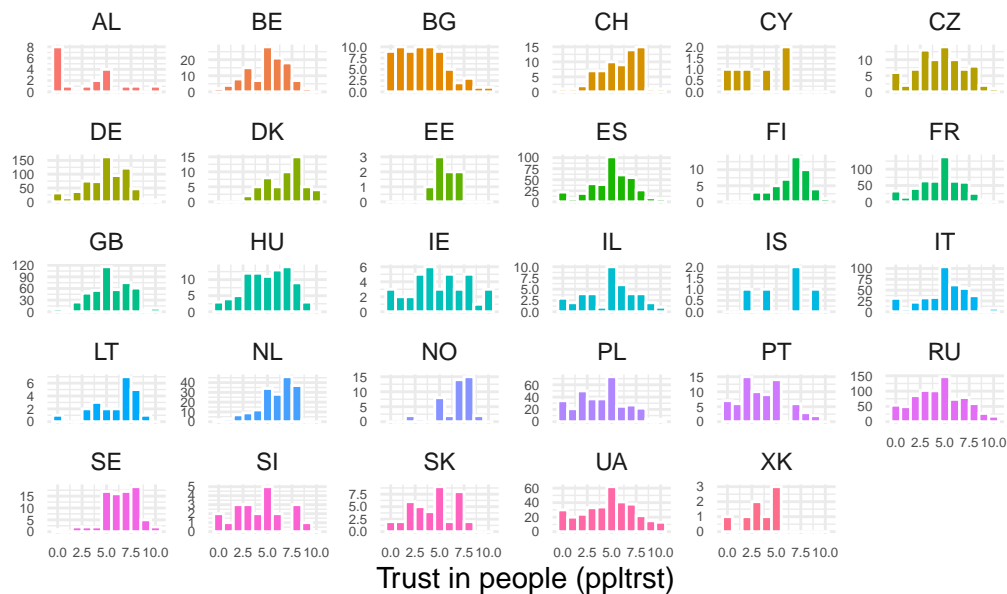 AL BE BG CH CY CZ
8 6 4 2 0
20 10 0
10.0 7.5 5.0 2.5 0.0
15 10 5 0
2.0 1.5 1.0 0.5 0.0
10 5 0
DE DK EE ES FI FR
150 100 50 0
15 10 5 0
3 2 1 0
100 75 50 25 0
10 5 0
100 75 50 25 0
GB HU IE IL IS IT
120 90 60 30 0
10 5 0
6 4 2 0
10.0 7.5 5.0 2.5 0.0
2.0 1.5 1.0 0.5 0.0
100 75 50 25 0
LT NL NO PL PT RU
6 4 2 0
40 30 20 10 0
15 10 5 0
60 40 20 0
15 10 5 0
150 100 50 0
0.0 2.5 5.0 7.5 10.0
SE SI SK UA XK
15 10 5 0
5 4 3 2 1 0
7.5 5.0 2.5 0.0
60 40 20 0
3 2 1 0
0.0 2.5 5.0 7.5 10.0 0.0 2.5 5.0 7.5 10.0 0.0 2.5 5.0 7.5 10.0 0.0 2.5 5.0 7.5 10.0 0.0 2.5 5.0 7.5 10.0
Trust in people (ppltrst)